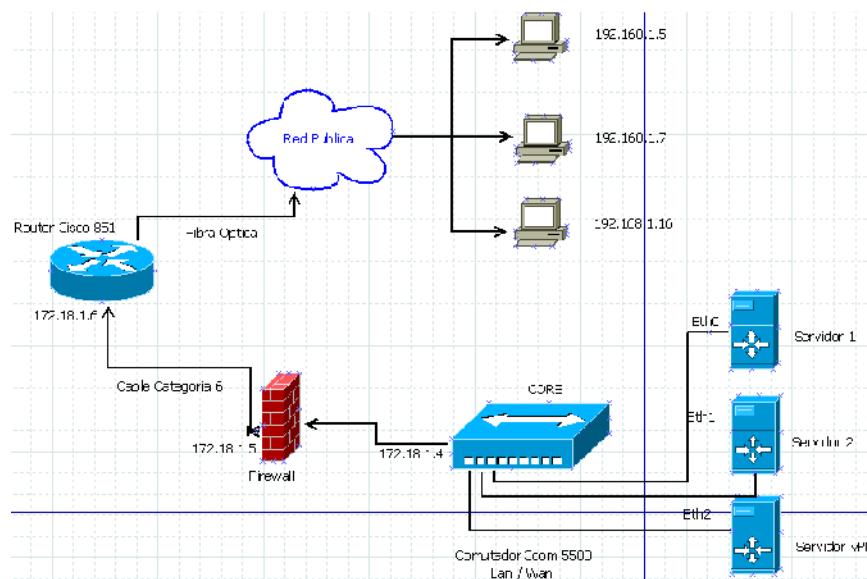 192.160.1.5
Red Publica
192.160.1.7
192.168.1.16
Router Cisco 851
Fibra Optica
172.18.1.6
Eth0
Servidor 1
Cable Categoria 6
CORE
Eth1
172.18.1.5
172.18.1.4
Servidor 2
Firewall
Eth2
Servidor
Conmutador 3com 5500
Lan / Wan